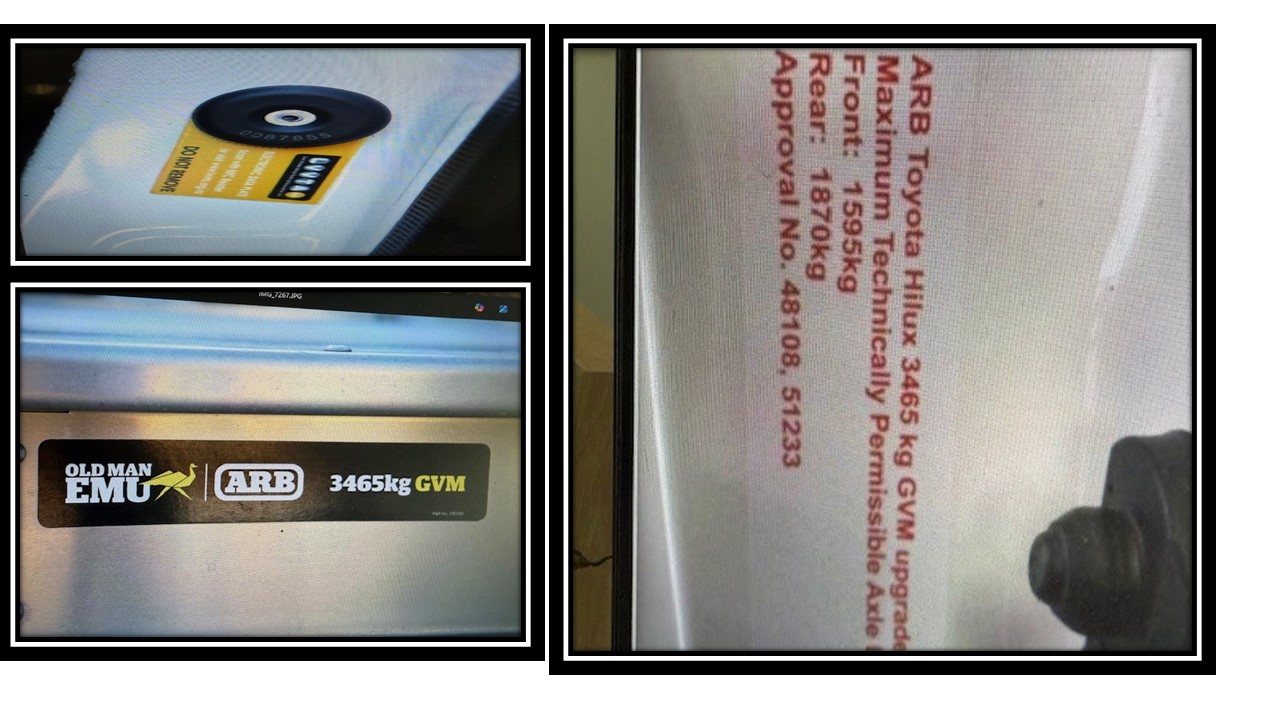 C087855
DO NOT REMOVE
IMG_7267.JPG
OLD MAN
EMU
ARB
3465kg GVM
ARB Toyota Hilux 3465 kg GVM upgrade
Maximum Technically Permissible Axle
Front: 1595kg
Rear: 1870kg
Approval No. 48108, 51233